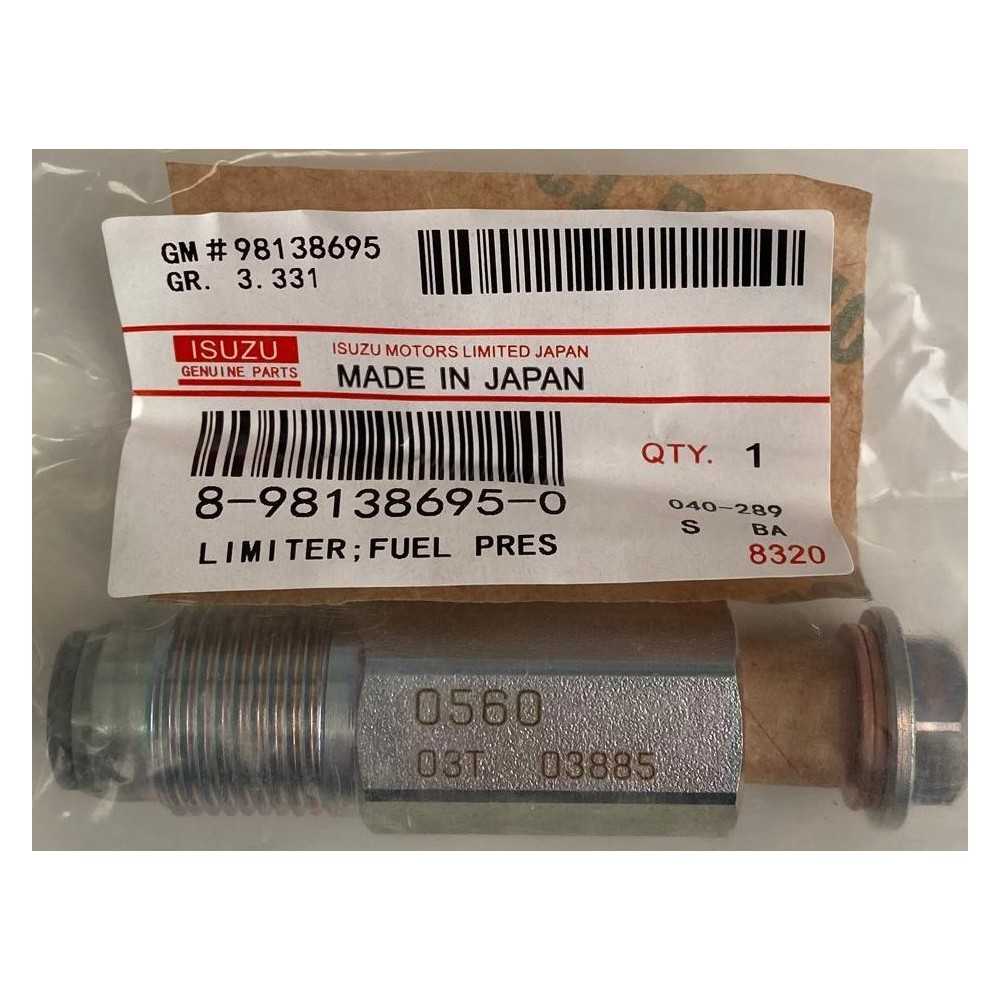 GM#98138695
GR. 3.331
ISUZU
GENUINE PARTS
ISUZU MOTORS LIMITED JAPAN
MADE IN JAPAN
8-98138695-0
LIMITER;FUEL PRES
QTY. 1
040-289
S BA
8320
0560
03T 03885